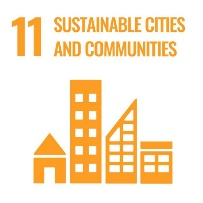 11 SUSTAINABLE CITIES
AND COMMUNITIES